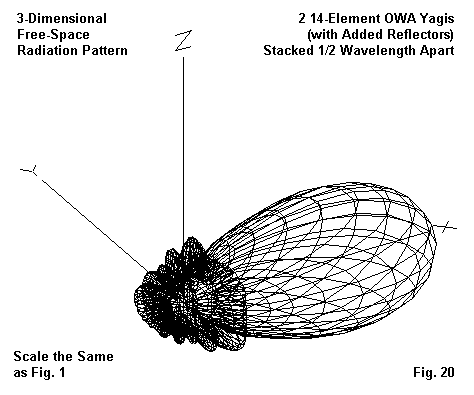 3-Dimensional
Free-Space
Radiation Pattern
2 14-Element OWA Yagis
(with Added Reflectors)
Stacked 1/2 Wavelength Apart
Z
Y
X
Scale the Same
as Fig. 1
Fig. 20